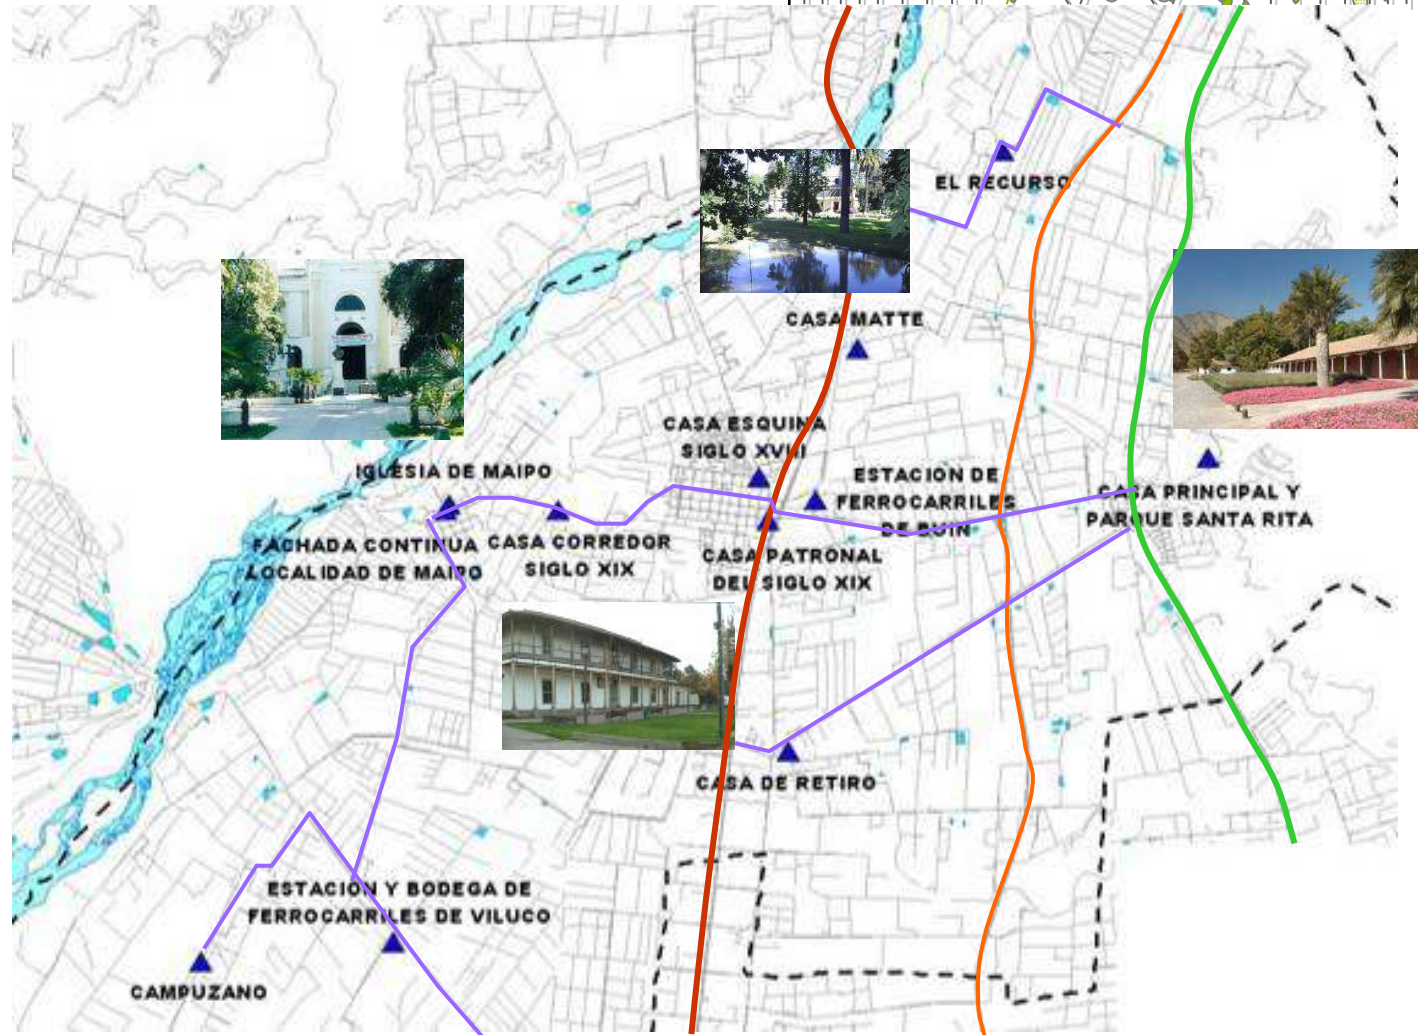 EL RECURSO
CASA MATTE
CASA ESQUINA
SIGLO XVIII
IGLESIA DE MAIPO
ESTACION DE
FERROCARRILES
DE BUIN
CASA PRINCIPAL Y
PARQUE SANTA RITA
FACHADA CONTINUA
LOCALIDAD DE MAIPO
CASA CORREDOR
SIGLO XIX
CASA PATRONAL
DEL SIGLO XIX
CASA DE RETIRO
ESTACION Y BODEGA DE
FERROCARRILES DE VILUCO
CAMPUZANO